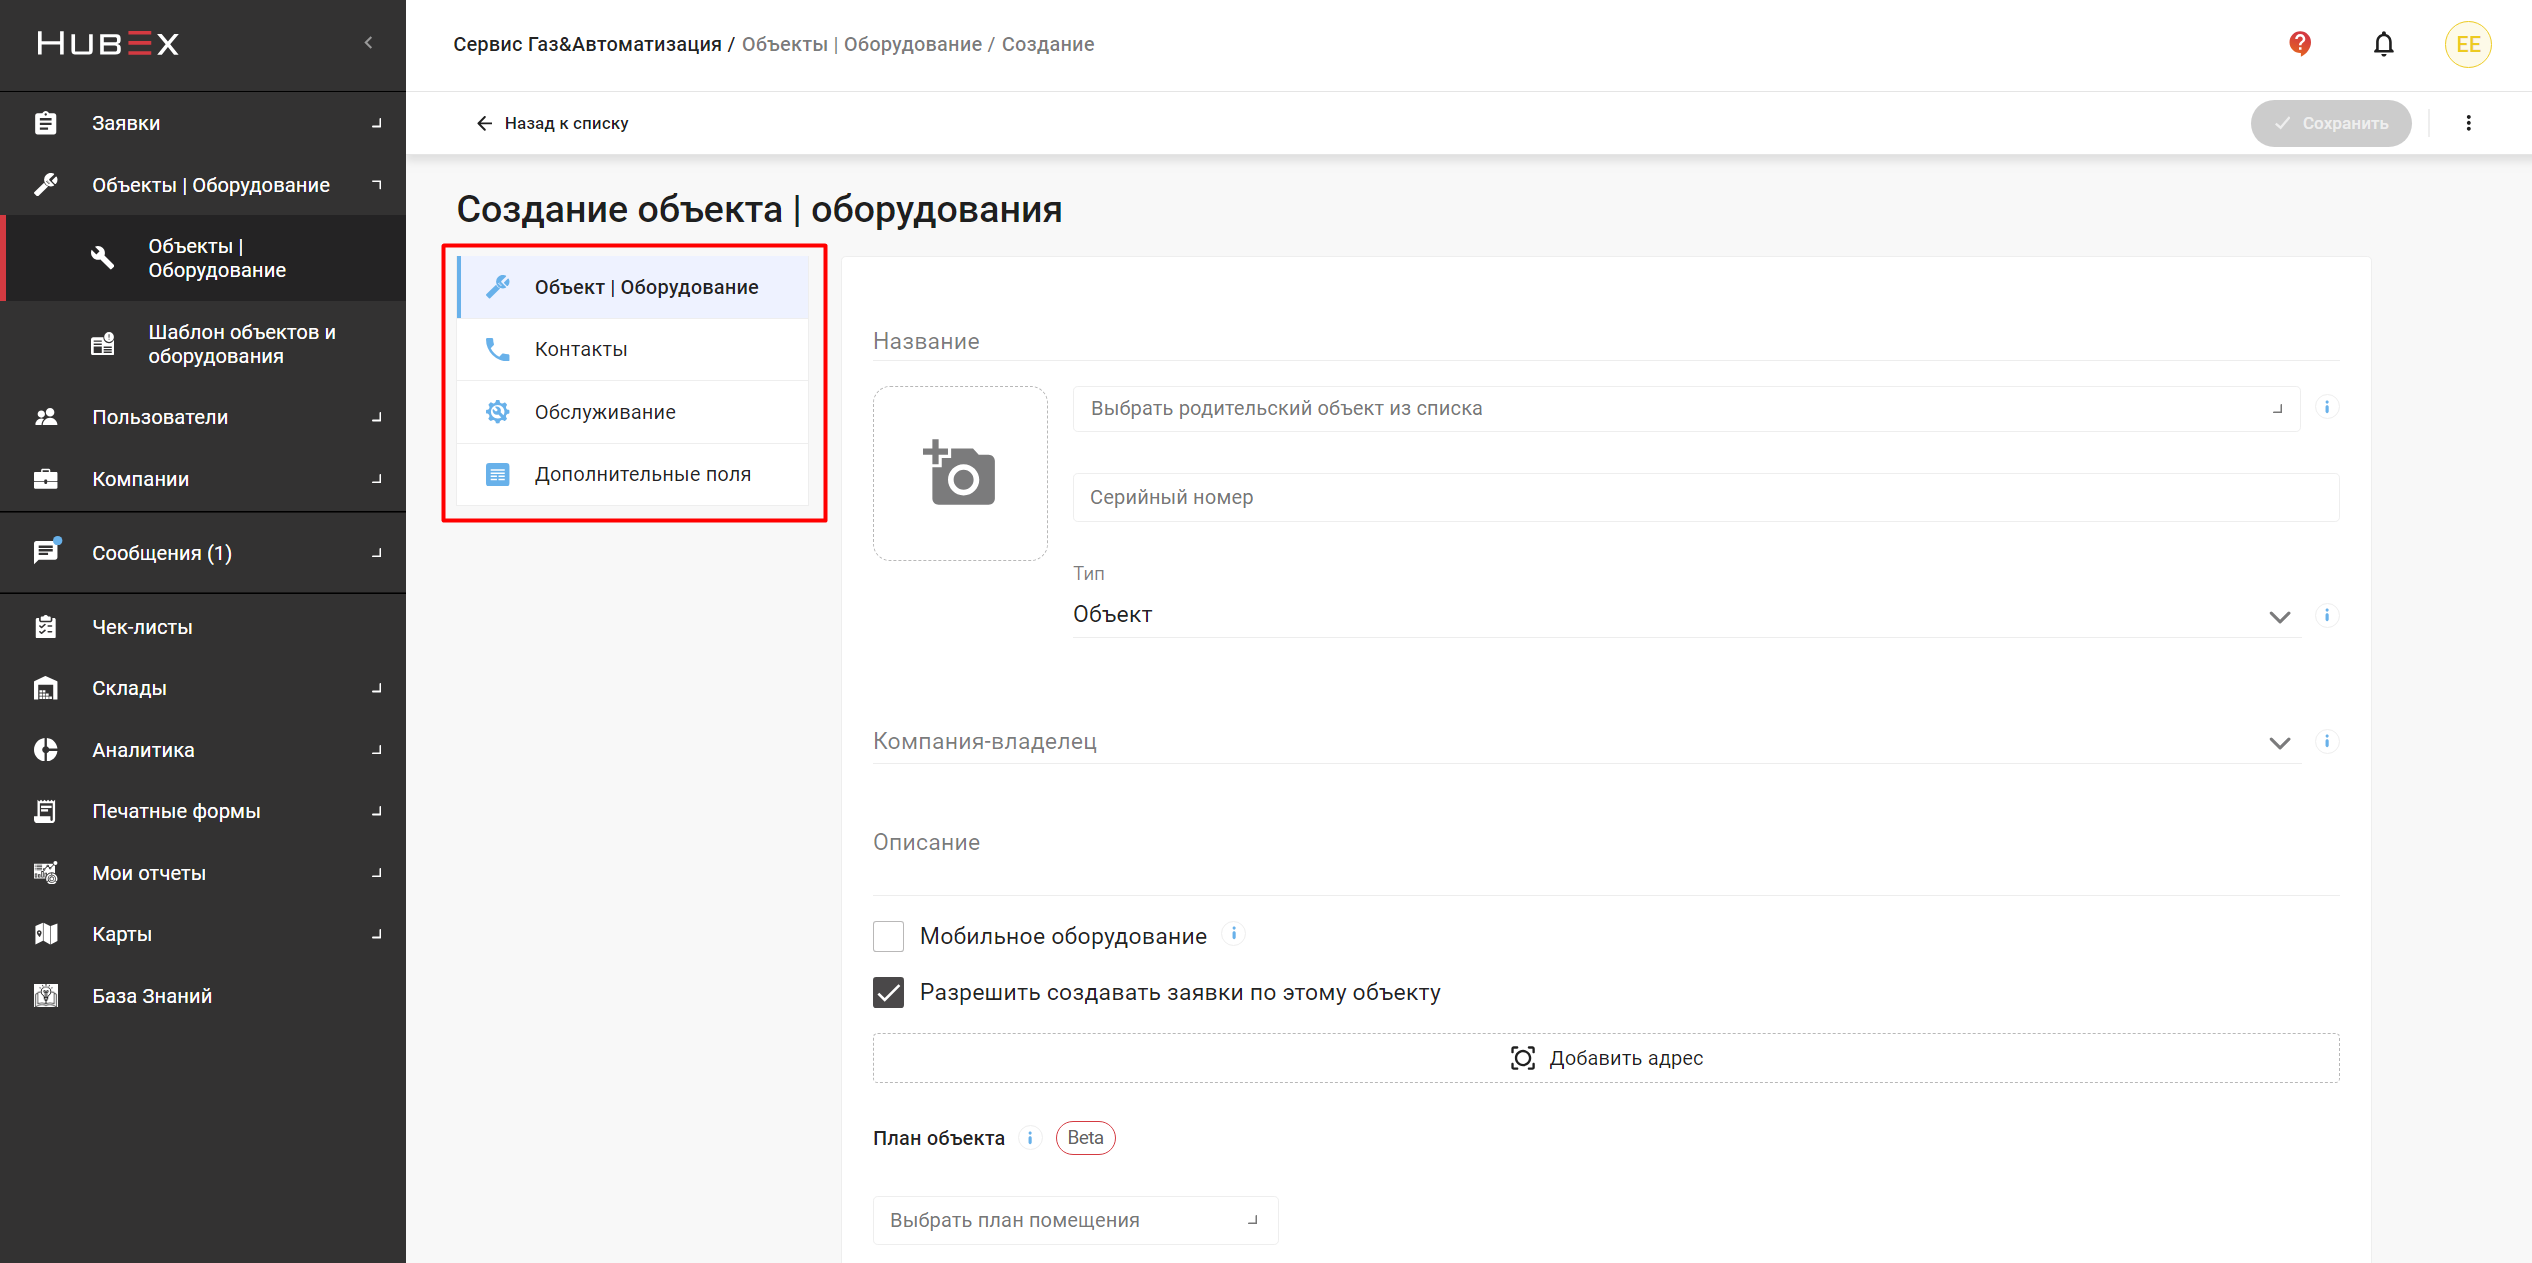 HUBEX
Заявки
Объекты | Оборудование
Объекты |
Оборудование
Шаблон объектов и
оборудования
Пользователи
Компании
Сообщения (1)
Чек-листы
Склады
Аналитика
Печатные формы
Мои отчеты
Карты
База Знаний
Сервис Газ&Автоматизация / Объекты | Оборудование / Создание
EE
Назад к списку
Сохранить
Создание объекта | оборудования
Объект | Оборудование
Контакты
Обслуживание
Дополнительные поля
Название
Выбрать родительский объект из списка
Серийный номер
Тип
Объект
Компания-владелец
Описание
Мобильное оборудование
Разрешить создавать заявки по этому объекту
Добавить адрес
План объекта
Beta
Выбрать план помещения